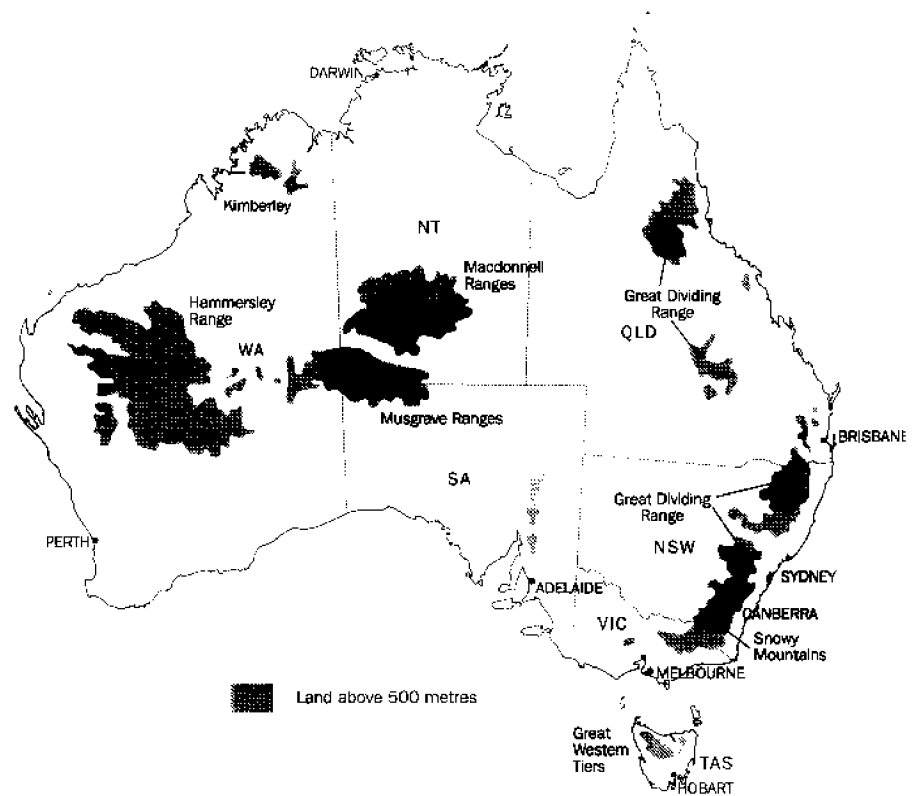 DARWIN
Kimberley
NT
Macdonnell
Ranges
Hammersley
Range
WA
Great Dividing
Range
QLD
Musgrave Ranges
BRISBANE
SA
Great Dividing
Range
NSW
PERTH
SYDNEY
ADELAIDE
CANBERRA
VIC
Snowy
Mountains
MELBOURNE
Land above 500 metres
Great
Western
Tiers
TAS
HOBART